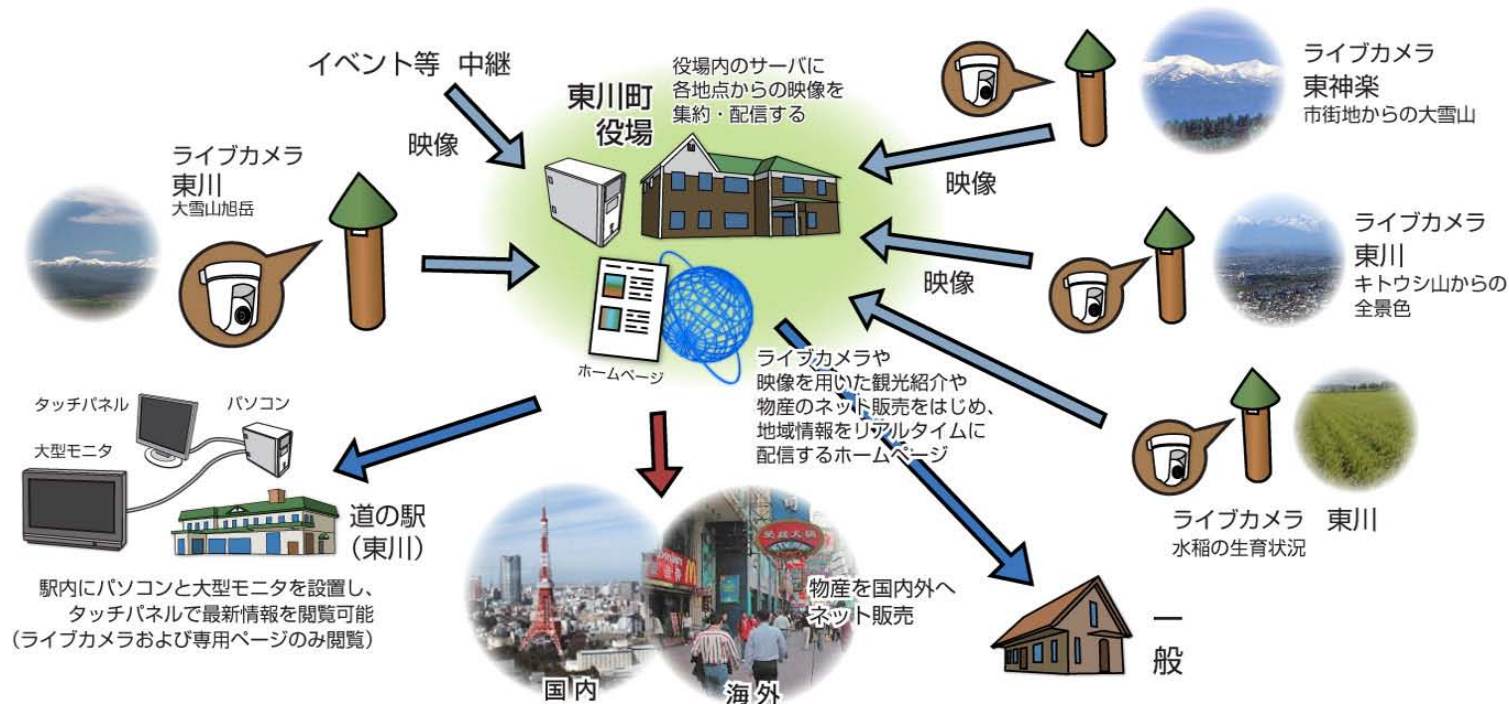 イベント等 中継
映像
東川町
役場
役場内のサーバに
各地点からの映像を
集約・配信する
ライブカメラ
東神楽
市街地からの大雪山
映像
ライブカメラ
東川
大雪山旭岳
ライブカメラ
東川
キトウシ山からの
全景色
映像
ホームページ
ライブカメラや
映像を用いた観光紹介や
物産のネット販売をはじめ、
地域情報をリアルタイムに
配信するホームページ
タッチパネル
パソコン
大型モニタ
道の駅
（東川）
駅内にパソコンと大型モニタを設置し、
タッチパネルで最新情報を閲覧可能
（ライブカメラおよび専用ページのみ閲覧）
ライブカメラ
東川
水稲の生育状況
物産を国内外へ
ネット販売
国内
海外
一般